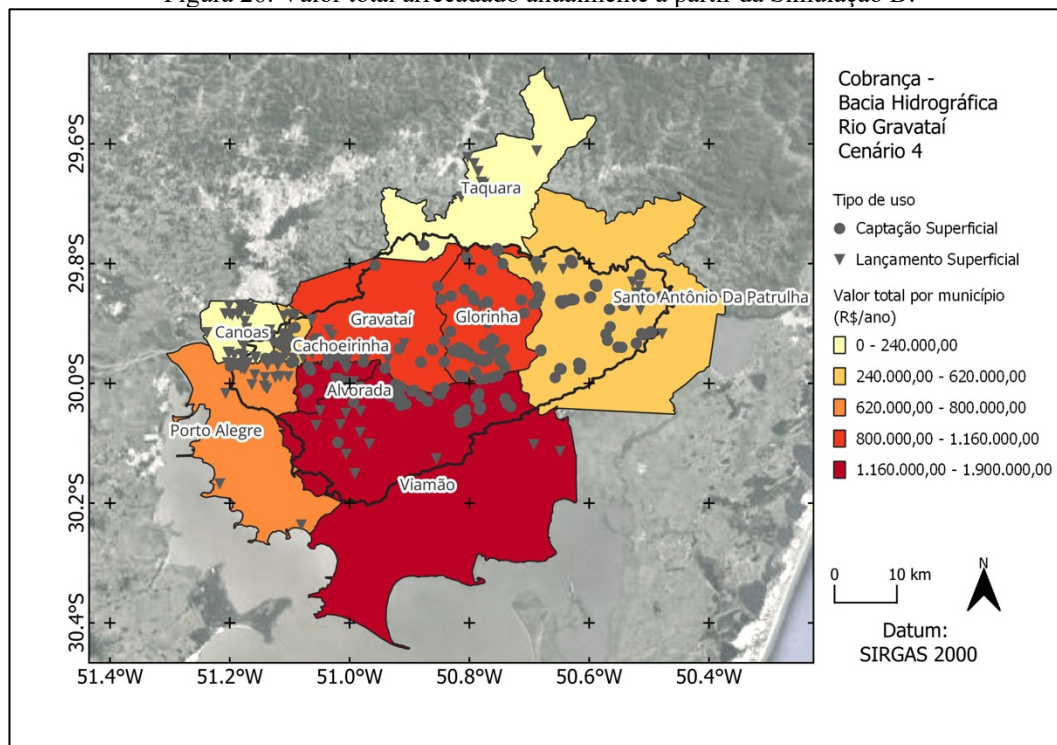 Figura 26: Valor total arrecadado anualmente a partir da Simulação D.
Cobrança -
Bacia Hidrográfica
Rio Gravataí
Cenário 4
Tipo de uso
Captação Superficial
Lançamento Superficial
Valor total por município
(R$/ano)
0 - 240.000,00
240.000,00 - 620.000,00
620.000,00 - 800.000,00
800.000,00 - 1.160.000,00
1.160.000,00 - 1.900.000,00
0 10 km
N
Datum:
SIRGAS 2000
29.6°S
29.8°S
30.0°S
30.2°S
30.4°S
51.4°W 51.2°W 51.0°W 50.8°W 50.6°W 50.4°W
Taquara
Santo Antônio Da Patrulha
Gravataí
Glorinha
Canoas
Cachoeirinha
Alvorada
Porto Alegre
Viamão